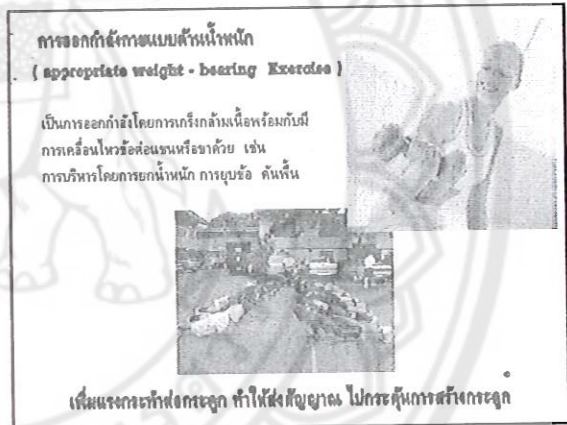 การออกกำลังกายแบบต้านน้ำหนัก
( appropriate weight - bearing Exercise )
เป็นการออกกำลังโดยการเกร็งกล้ามเนื้อพร้อมกับมี
การเคลื่อนไหวข้อต่อแขนหรือขาด้วย เช่น
การบริหารโดยการยกน้ำหนัก การยุบข้อ ดันพื้น
เพิ่มแรงกระทำต่อกระดูก ทำให้ส่งสัญญาณ ไปกระตุ้นการสร้างกระดูก